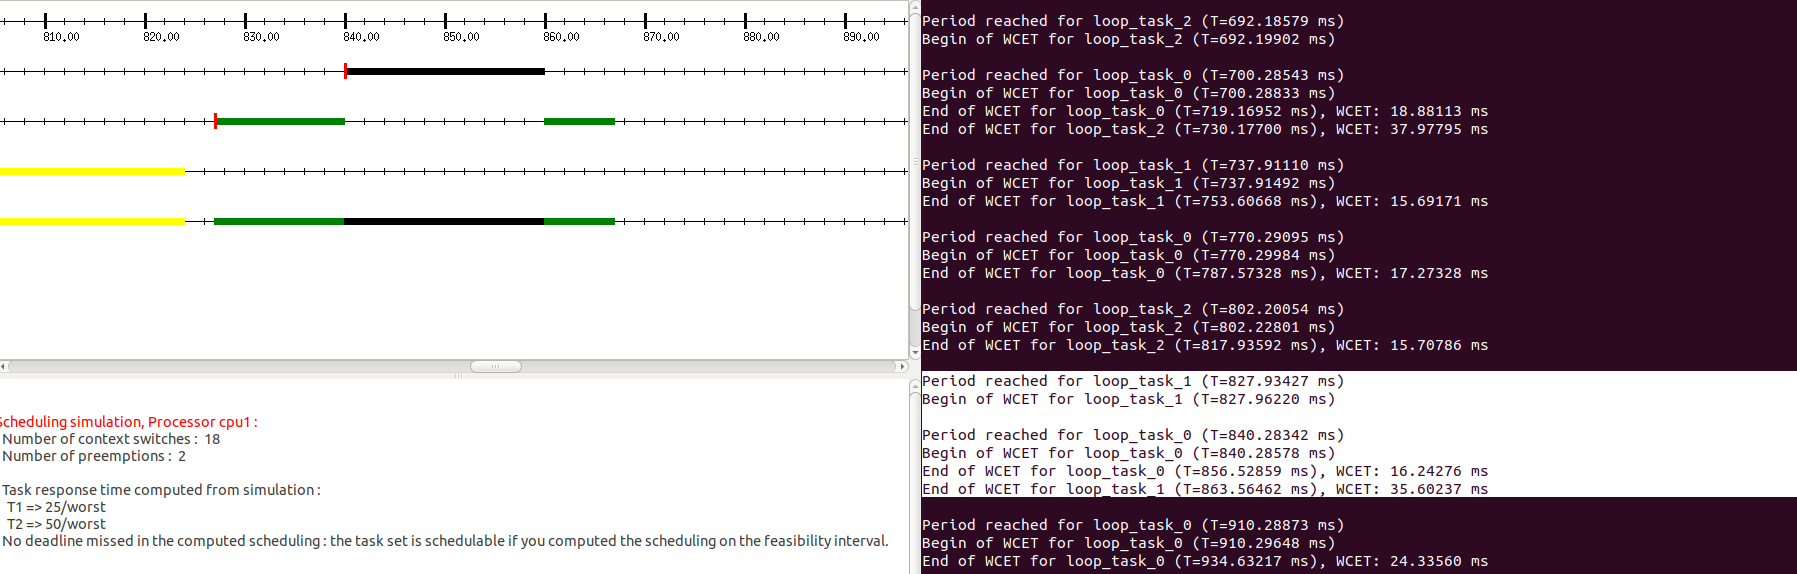 810.00 820.00 830.00 840.00 850.00 860.00 870.00 880.00 890.00
Scheduling simulation, Processor cpu1 :
Number of context switches : 18
Number of preemptions : 2
Task response time computed from simulation :
T1 => 25/worst
T2 => 50/worst
No deadline missed in the computed scheduling : the task set is schedulable if you computed the scheduling on the feasibility interval.
Period reached for loop_task_2 (T=692.18579 ms)
Begin of WCET for loop_task_2 (T=692.19902 ms)
Period reached for loop_task_0 (T=700.28543 ms)
Begin of WCET for loop_task_0 (T=700.28833 ms)
End of WCET for loop_task_0 (T=719.16952 ms), WCET: 18.88113 ms
End of WCET for loop_task_2 (T=730.17700 ms), WCET: 37.97795 ms
Period reached for loop_task_1 (T=737.91110 ms)
Begin of WCET for loop_task_1 (T=737.91492 ms)
End of WCET for loop_task_1 (T=753.60668 ms), WCET: 15.69171 ms
Period reached for loop_task_0 (T=770.29095 ms)
Begin of WCET for loop_task_0 (T=770.29984 ms)
End of WCET for loop_task_0 (T=787.57328 ms), WCET: 17.27328 ms
Period reached for loop_task_2 (T=802.20054 ms)
Begin of WCET for loop_task_2 (T=802.22801 ms)
End of WCET for loop_task_2 (T=817.93592 ms), WCET: 15.70786 ms
Period reached for loop_task_1 (T=827.93427 ms)
Begin of WCET for loop_task_1 (T=827.96220 ms)
Period reached for loop_task_0 (T=840.28342 ms)
Begin of WCET for loop_task_0 (T=840.28578 ms)
End of WCET for loop_task_0 (T=856.52859 ms), WCET: 16.24276 ms
End of WCET for loop_task_1 (T=863.56462 ms), WCET: 35.60237 ms
Period reached for loop_task_0 (T=910.28873 ms)
Begin of WCET for loop_task_0 (T=910.29648 ms)
End of WCET for loop_task_0 (T=934.63217 ms), WCET: 24.33560 ms